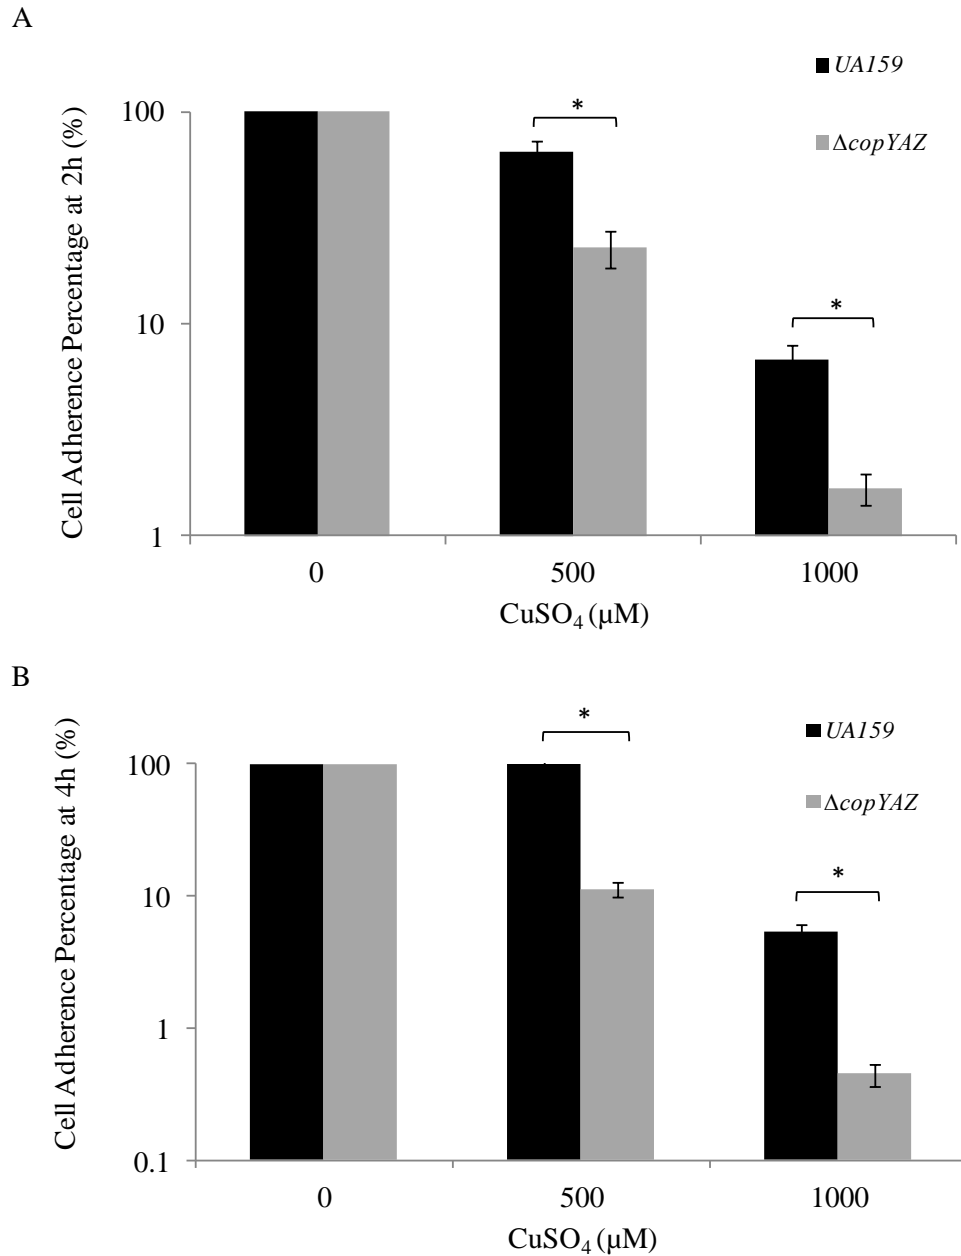 A
UA159
ΔcopYAZ
Cell Adherence Percentage at 2h (%)
100
10
1
*
*
0
500
1000
CuSO₄ (μM)
B
UA159
ΔcopYAZ
Cell Adherence Percentage at 4h (%)
100
10
1
0.1
*
*
0
500
1000
CuSO₄ (μM)